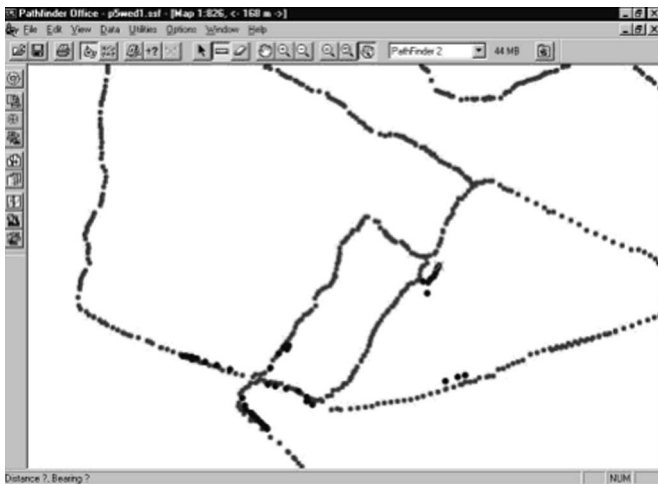 Pathfinder Office - p5wed1.ssf - [Map 1:826, <- 168 m ->]
File Edit View Data Utilities Options Window Help
+? PathFinder 2 44 MB
Distance ?, Bearing ? NUM